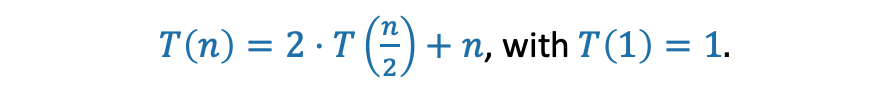 T(n) = 2 · T(n/2) + n, with T(1) = 1.